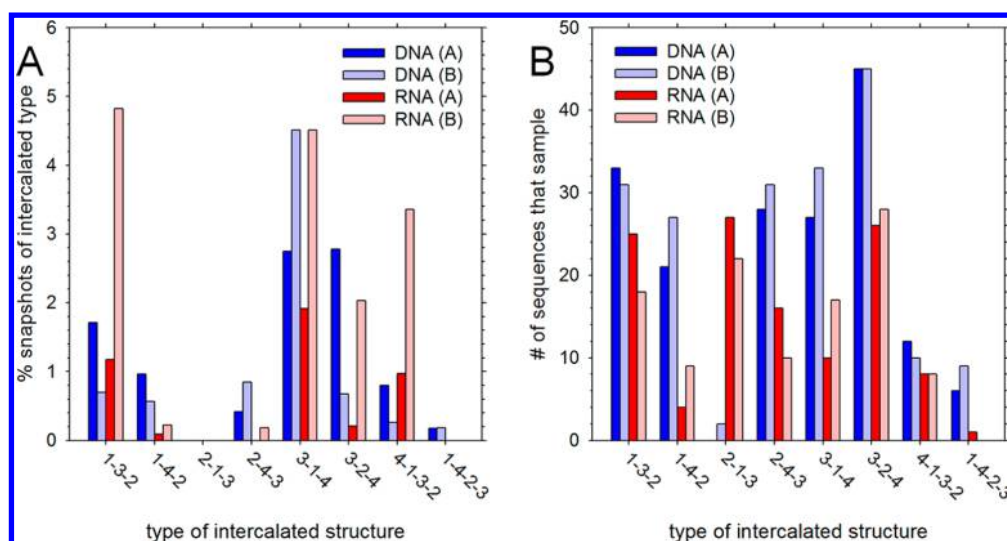 A
% snapshots of intercalated type
6
5
4
3
2
1
0
DNA (A)
DNA (B)
RNA (A)
RNA (B)
1-3-2
1-4-2
2-1-3
2-4-3
3-1-4
3-2-4
4-1-3-2
1-4-2-3
type of intercalated structure
B
# of sequences that sample
50
40
30
20
10
0
DNA (A)
DNA (B)
RNA (A)
RNA (B)
1-3-2
1-4-2
2-1-3
2-4-3
3-1-4
3-2-4
4-1-3-2
1-4-2-3
type of intercalated structure